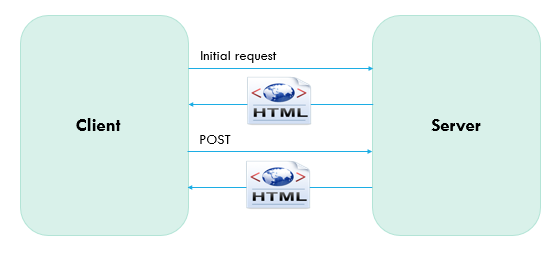 Initial request
< >
HTML
Client
Server
POST
< >
HTML